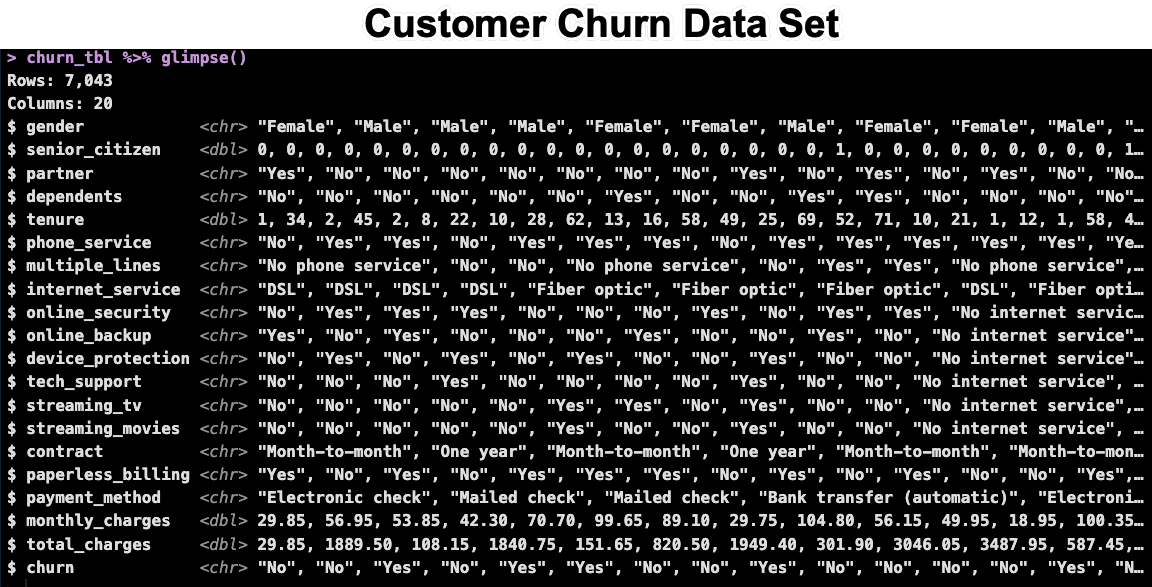 Customer Churn Data Set
> churn_tbl %>% glimpse()
Rows: 7,043
Columns: 20
$ gender <chr> "Female", "Male", "Male", "Male", "Female", "Female", "Male", "Female", "Female", "Male", "…
$ senior_citizen <dbl> 0, 0, 0, 0, 0, 0, 0, 0, 0, 0, 0, 0, 0, 0, 0, 0, 0, 0, 0, 0, 1, 0, 0, 0, 0, 0, 0, 0, 0, 0, 1…
$ partner <chr> "Yes", "No", "No", "No", "No", "No", "No", "No", "Yes", "No", "Yes", "No", "Yes", "No", "No…
$ dependents <chr> "No", "No", "No", "No", "No", "No", "Yes", "No", "No", "Yes", "Yes", "No", "No", "No", "No"…
$ tenure <dbl> 1, 34, 2, 45, 2, 8, 22, 10, 28, 62, 13, 16, 58, 49, 25, 69, 52, 71, 10, 21, 1, 12, 1, 58, 4…
$ phone_service <chr> "No", "Yes", "Yes", "No", "Yes", "Yes", "Yes", "No", "Yes", "Yes", "Yes", "Yes", "Yes", "Ye…
$ multiple_lines <chr> "No phone service", "No", "No", "No phone service", "No", "Yes", "Yes", "No phone service",…
$ internet_service <chr> "DSL", "DSL", "DSL", "DSL", "Fiber optic", "Fiber optic", "Fiber optic", "DSL", "Fiber opti…
$ online_security <chr> "No", "Yes", "Yes", "Yes", "No", "No", "No", "Yes", "No", "Yes", "Yes", "No internet servic…
$ online_backup <chr> "Yes", "No", "Yes", "No", "No", "No", "Yes", "No", "No", "Yes", "No", "No internet service"…
$ device_protection <chr> "No", "Yes", "No", "Yes", "No", "Yes", "No", "No", "Yes", "No", "No", "No internet service"…
$ tech_support <chr> "No", "No", "No", "Yes", "No", "No", "No", "No", "Yes", "No", "No", "No internet service", …
$ streaming_tv <chr> "No", "No", "No", "No", "No", "Yes", "Yes", "No", "Yes", "No", "No", "No internet service",…
$ streaming_movies <chr> "No", "No", "No", "No", "No", "Yes", "No", "No", "Yes", "No", "No", "No internet service", …
$ contract <chr> "Month-to-month", "One year", "Month-to-month", "One year", "Month-to-month", "Month-to-mon…
$ paperless_billing <chr> "Yes", "No", "Yes", "No", "Yes", "Yes", "Yes", "No", "Yes", "No", "Yes", "No", "No", "Yes",…
$ payment_method <chr> "Electronic check", "Mailed check", "Mailed check", "Bank transfer (automatic)", "Electroni…
$ monthly_charges <dbl> 29.85, 56.95, 53.85, 42.30, 70.70, 99.65, 89.10, 29.75, 104.80, 56.15, 49.95, 18.95, 100.35…
$ total_charges <dbl> 29.85, 1889.50, 108.15, 1840.75, 151.65, 820.50, 1949.40, 301.90, 3046.05, 3487.95, 587.45,…
$ churn <chr> "No", "No", "Yes", "No", "Yes", "Yes", "No", "No", "Yes", "No", "No", "No", "No", "Yes", "N…